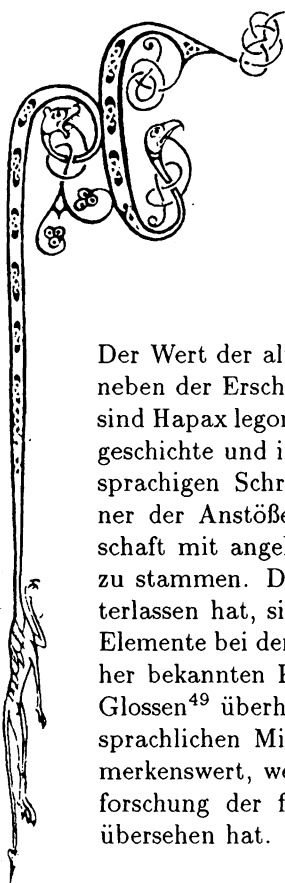 Der Wert der al
neben der Ersch
sind Hapax legor
geschichte und i
sprachigen Schr
ner der Anstöße
schaft mit angel
zu stammen. D
terlassen hat, si
Elemente bei der
her bekannten
Glossen⁴⁹ überh
sprachlichen Mi
merkenswert, we
forschung der f
übersehen hat.